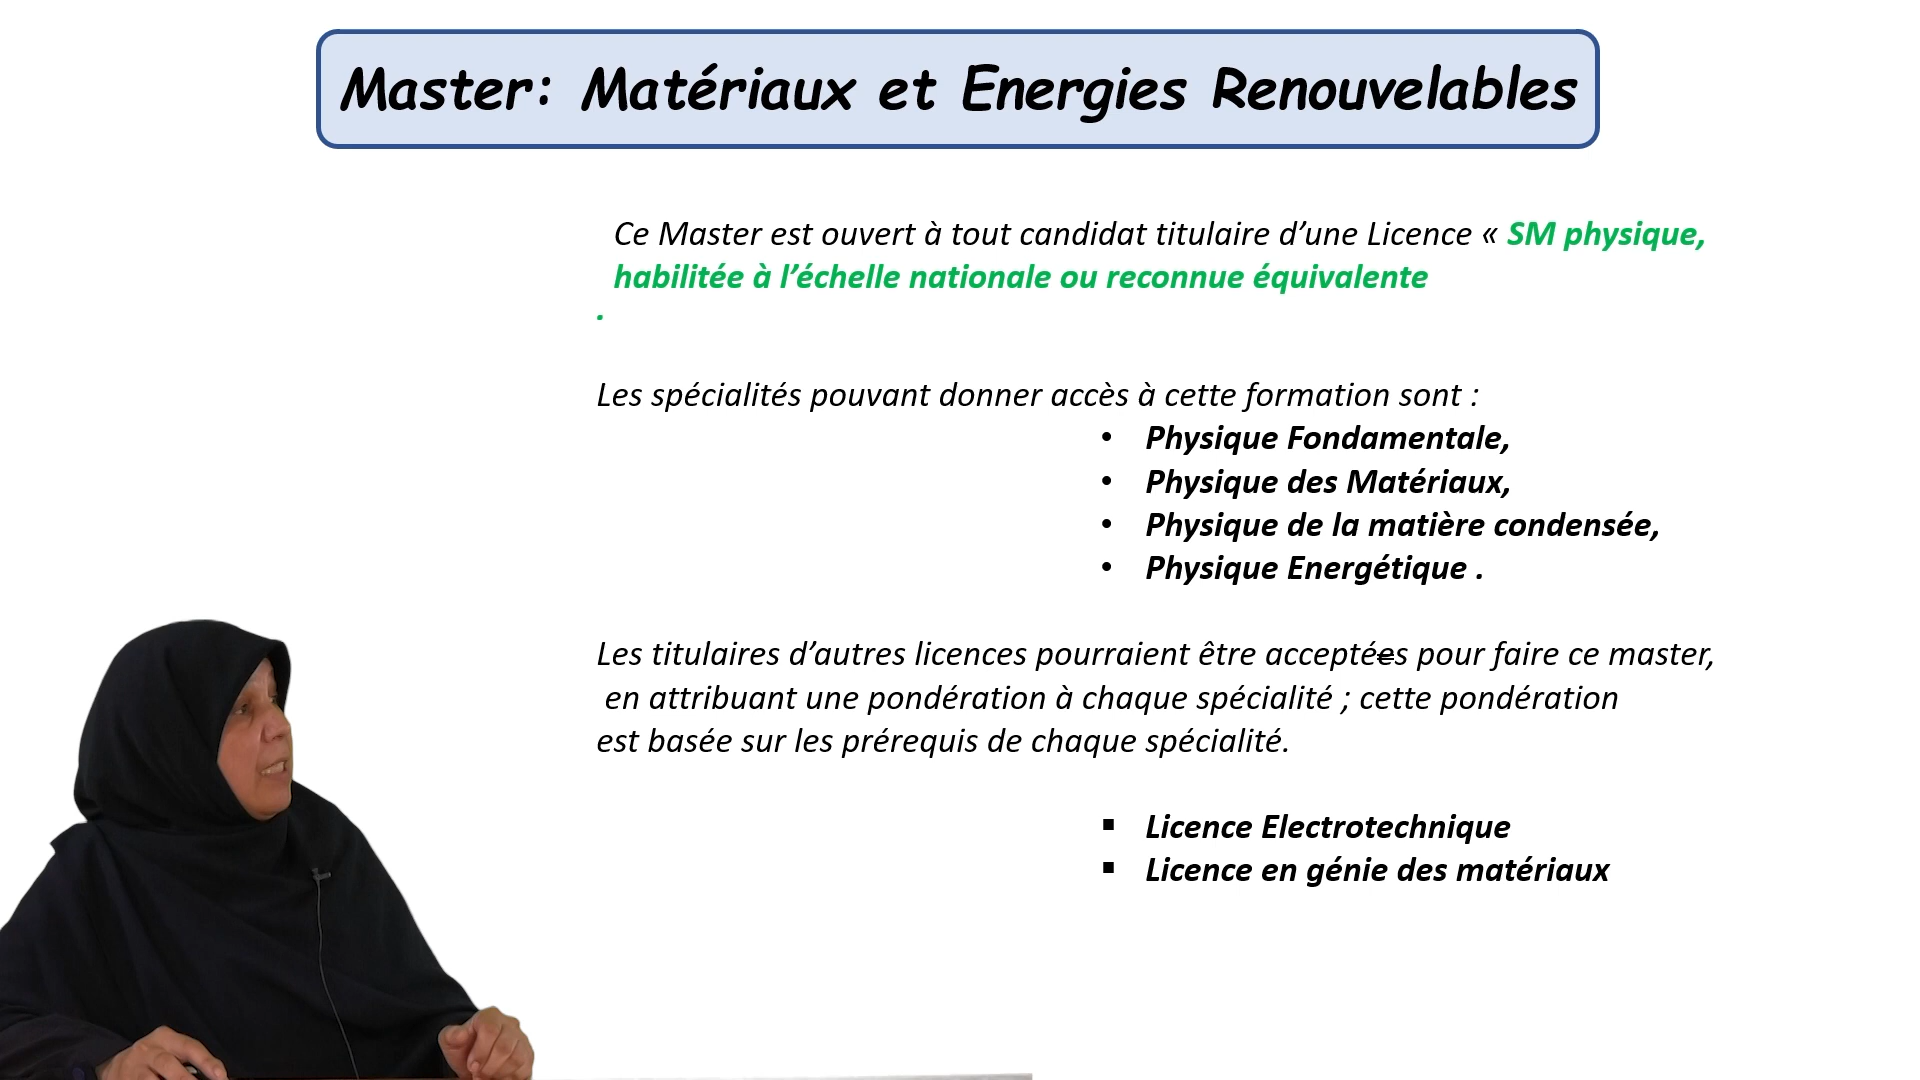 Master: Matériaux et Energies Renouvelables
Ce Master est ouvert à tout candidat titulaire d’une Licence « SM physique,
habilitée à l’échelle nationale ou reconnue équivalente
.
Les spécialités pouvant donner accès à cette formation sont :
• Physique Fondamentale,
• Physique des Matériaux,
• Physique de la matière condensée,
• Physique Energétique .
Les titulaires d’autres licences pourraient être acceptées pour faire ce master,
en attribuant une pondération à chaque spécialité ; cette pondération
est basée sur les prérequis de chaque spécialité.
▪ Licence Electrotechnique
▪ Licence en génie des matériaux